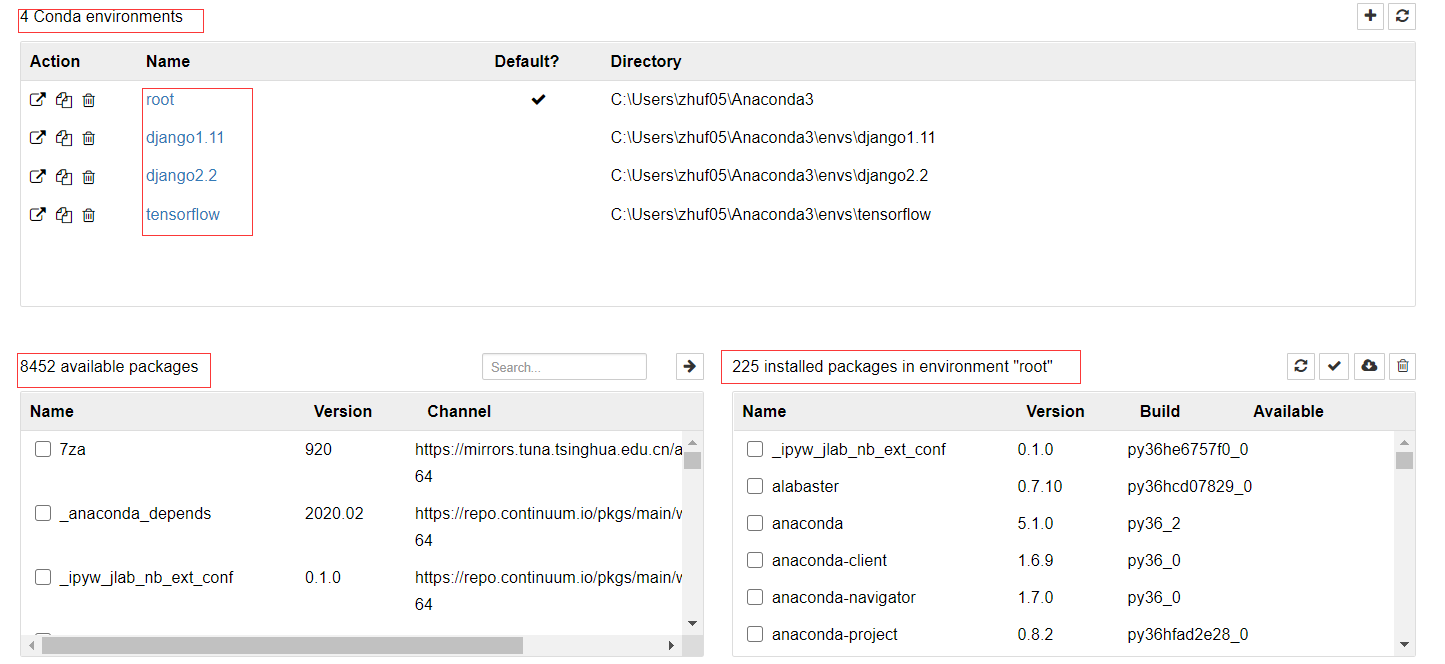 4 Conda environments
Action Name Default? Directory
root C:\Users\zhuf05\Anaconda3
django1.11 C:\Users\zhuf05\Anaconda3\envs\django1.11
django2.2 C:\Users\zhuf05\Anaconda3\envs\django2.2
tensorflow C:\Users\zhuf05\Anaconda3\envs\tensorflow
8452 available packages Search...
Name Version Channel
7za 920 https://mirrors.tuna.tsinghua.edu.cn/a
64
_anaconda_depends 2020.02 https://repo.continuum.io/pkgs/main/w
64
_ipyw_jlab_nb_ext_conf 0.1.0 https://repo.continuum.io/pkgs/main/w
64
225 installed packages in environment "root"
Name Version Build Available
_ipyw_jlab_nb_ext_conf 0.1.0 py36he6757f0_0
alabaster 0.7.10 py36hcd07829_0
anaconda 5.1.0 py36_2
anaconda-client 1.6.9 py36_0
anaconda-navigator 1.7.0 py36_0
anaconda-project 0.8.2 py36hfad2e28_0